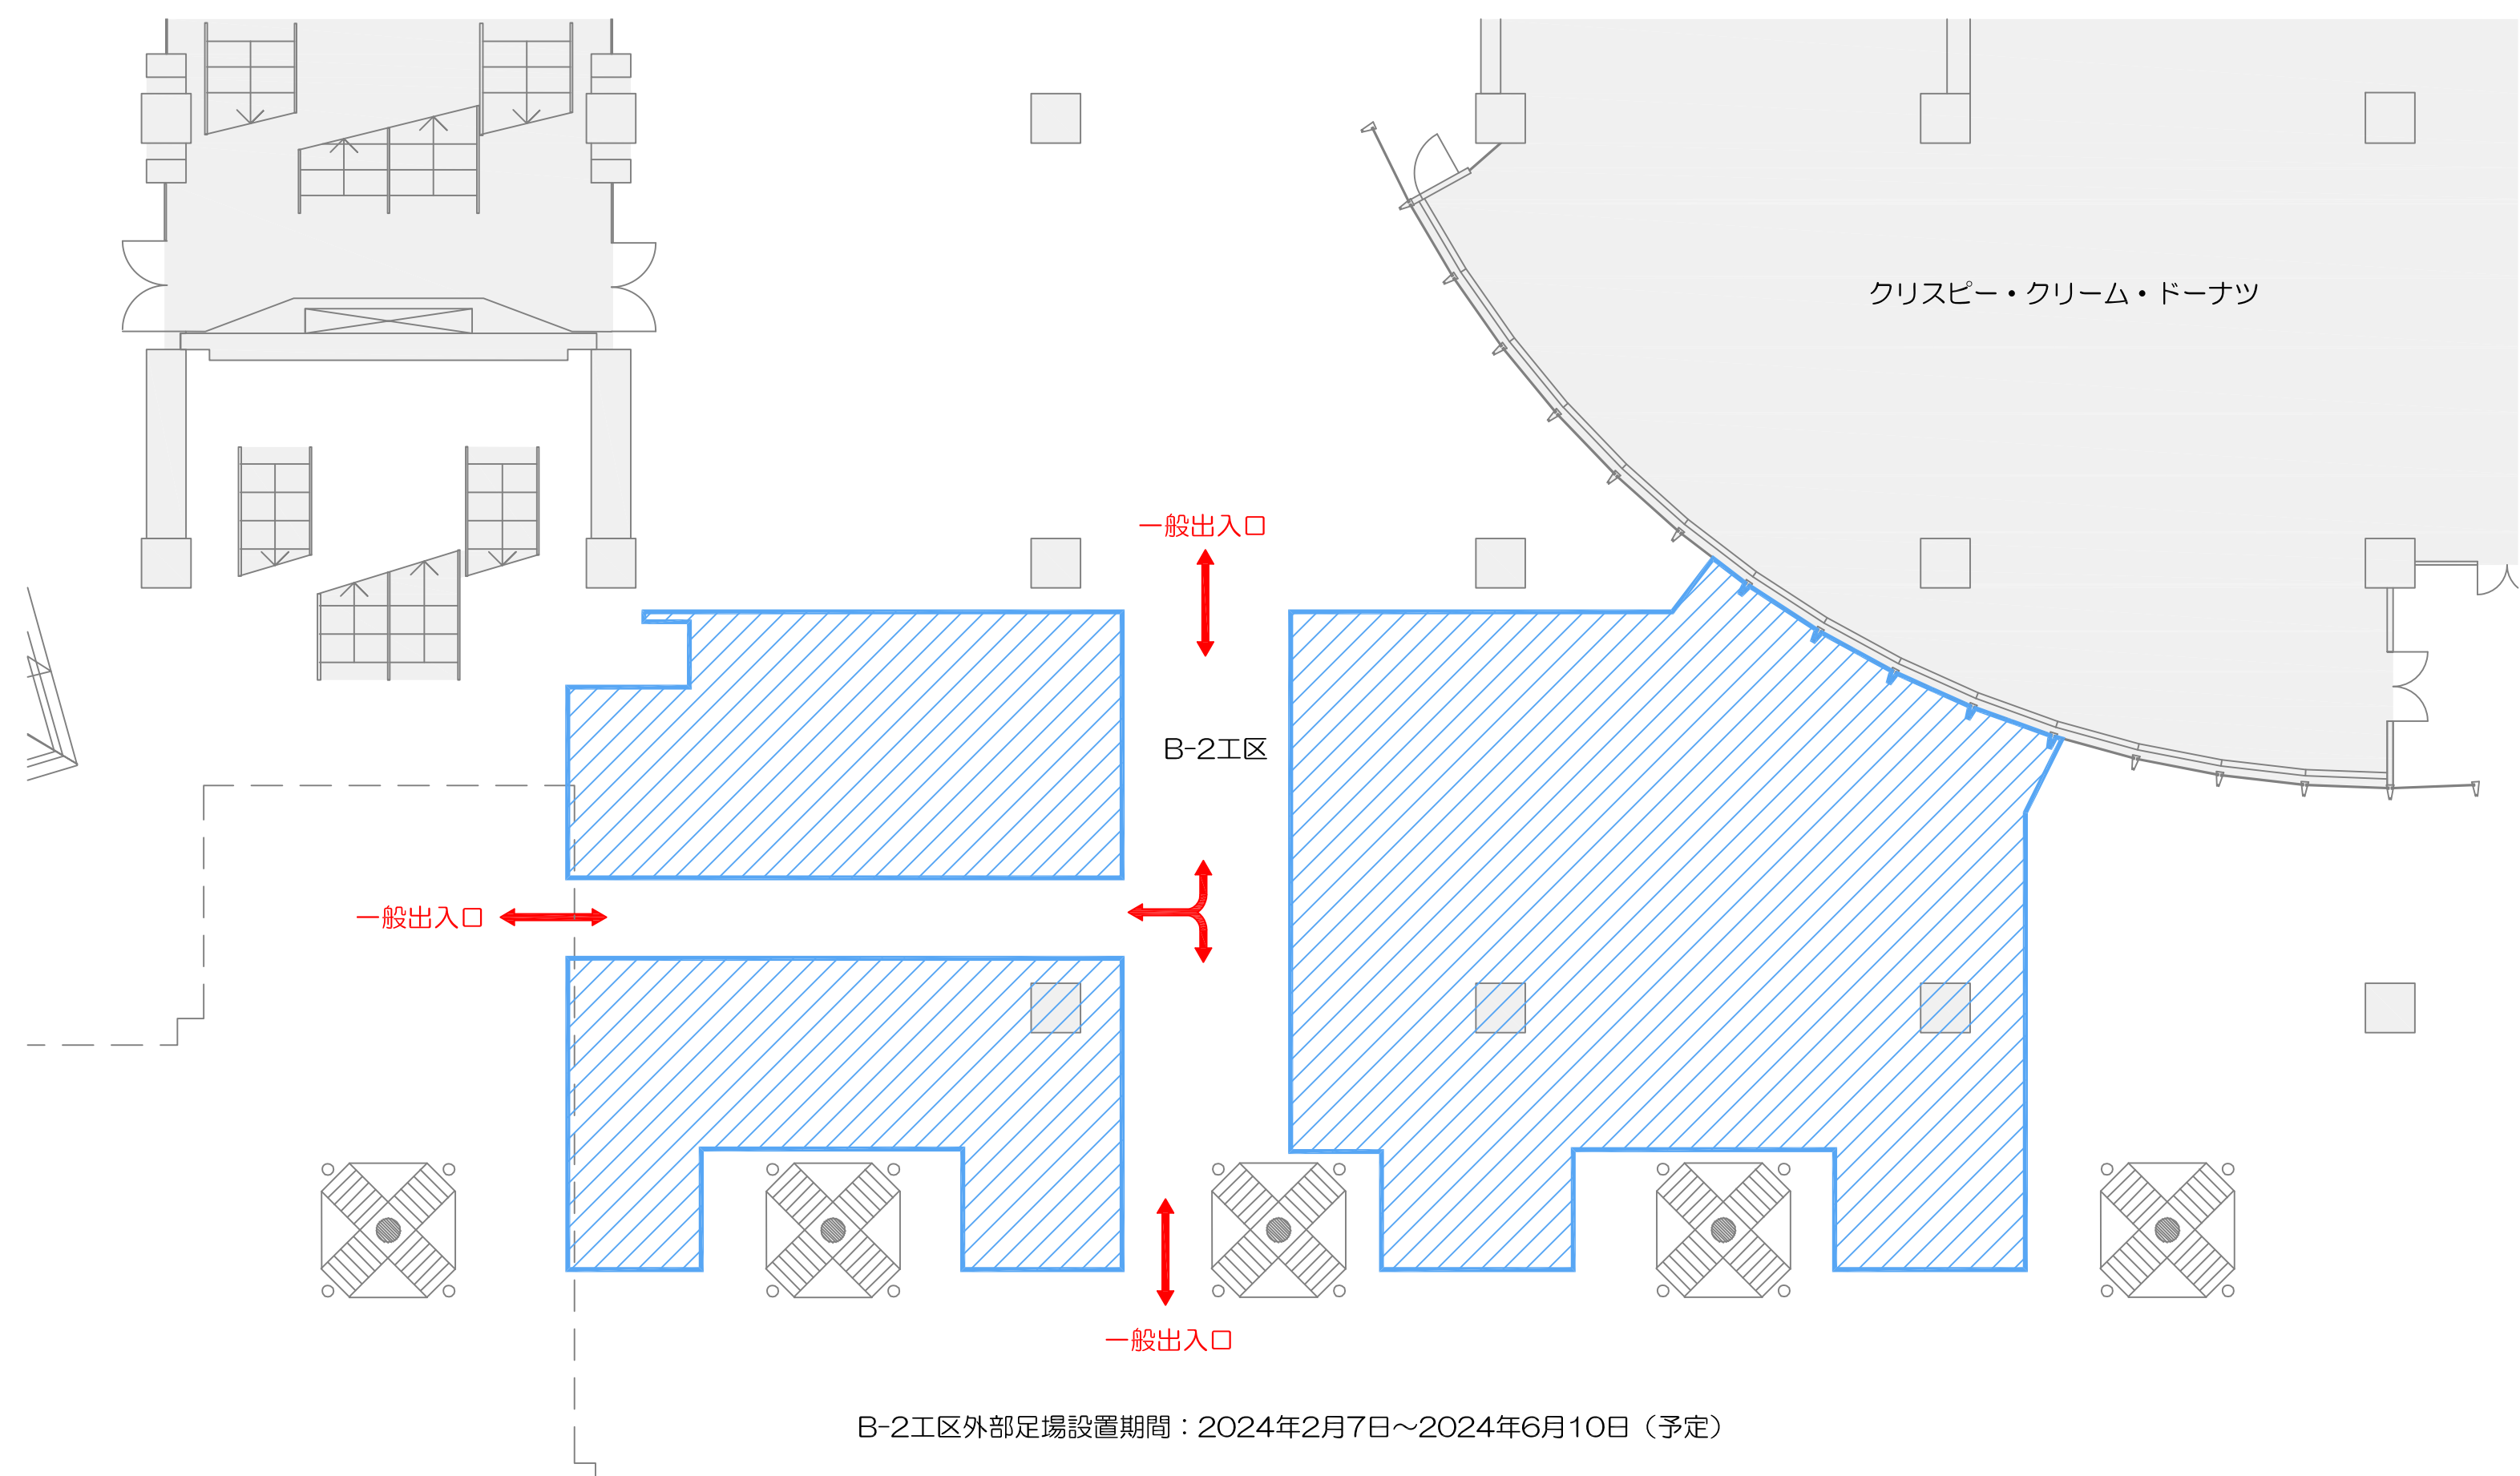 クリスピー・クリーム・ドーナツ
一般出入口
B-2工区
一般出入口
一般出入口
B-2工区外部足場設置期間：2024年2月7日～2024年6月10日（予定）